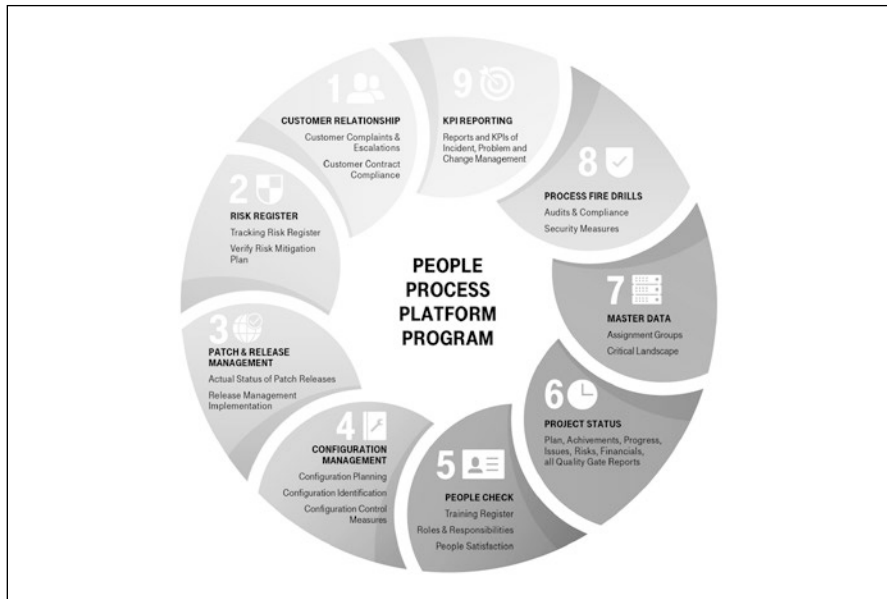 1
CUSTOMER RELATIONSHIP
Customer Complaints &
Escalations
Customer Contract
Compliance
2
RISK REGISTER
Tracking Risk Register
Verify Risk Mitigation
Plan
3
PATCH & RELEASE
MANAGEMENT
Actual Status of Patch Releases
Release Management
Implementation
4
CONFIGURATION
MANAGEMENT
Configuration Planning
Configuration Identification
Configuration Control
Measures
5
PEOPLE CHECK
Training Register
Roles & Responsibilities
People Satisfaction
6
PROJECT STATUS
Plan, Achivements, Progress,
Issues, Risks, Financials,
all Quality Gate Reports
7
MASTER DATA
Assignment Groups
Critical Landscape
8
PROCESS FIRE DRILLS
Audits & Compliance
Security Measures
9
KPI REPORTING
Reports and KPIs of
Incident, Problem and
Change Management
PEOPLE
PROCESS
PLATFORM
PROGRAM